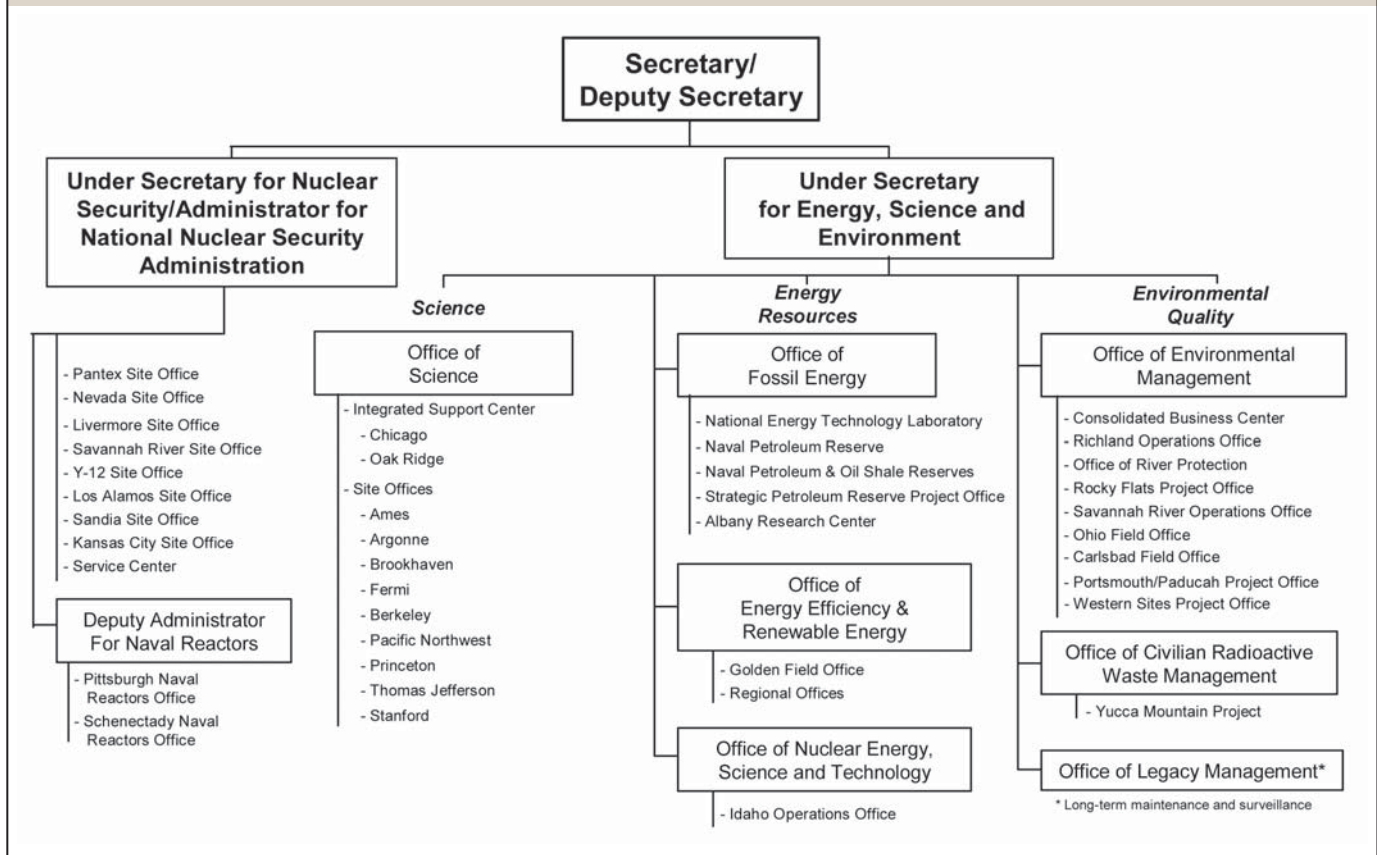 Secretary/
Deputy Secretary
Under Secretary for Nuclear
Security/Administrator for
National Nuclear Security
Administration
- Pantex Site Office
- Nevada Site Office
- Livermore Site Office
- Savannah River Site Office
- Y-12 Site Office
- Los Alamos Site Office
- Sandia Site Office
- Kansas City Site Office
- Service Center
Deputy Administrator
For Naval Reactors
- Pittsburgh Naval
Reactors Office
- Schenectady Naval
Reactors Office
Under Secretary
for Energy, Science and
Environment
Science
Office of
Science
- Integrated Support Center
- Chicago
- Oak Ridge
- Site Offices
- Ames
- Argonne
- Brookhaven
- Fermi
- Berkeley
- Pacific Northwest
- Princeton
- Thomas Jefferson
- Stanford
Energy
Resources
Office of
Fossil Energy
- National Energy Technology Laboratory
- Naval Petroleum Reserve
- Naval Petroleum & Oil Shale Reserves
- Strategic Petroleum Reserve Project Office
- Albany Research Center
Office of
Energy Efficiency &
Renewable Energy
- Golden Field Office
- Regional Offices
Office of Nuclear Energy,
Science and Technology
- Idaho Operations Office
Environmental
Quality
Office of Environmental
Management
- Consolidated Business Center
- Richland Operations Office
- Office of River Protection
- Rocky Flats Project Office
- Savannah River Operations Office
- Ohio Field Office
- Carlsbad Field Office
- Portsmouth/Paducah Project Office
- Western Sites Project Office
Office of Civilian Radioactive
Waste Management
- Yucca Mountain Project
Office of Legacy Management*
* Long-term maintenance and surveillance